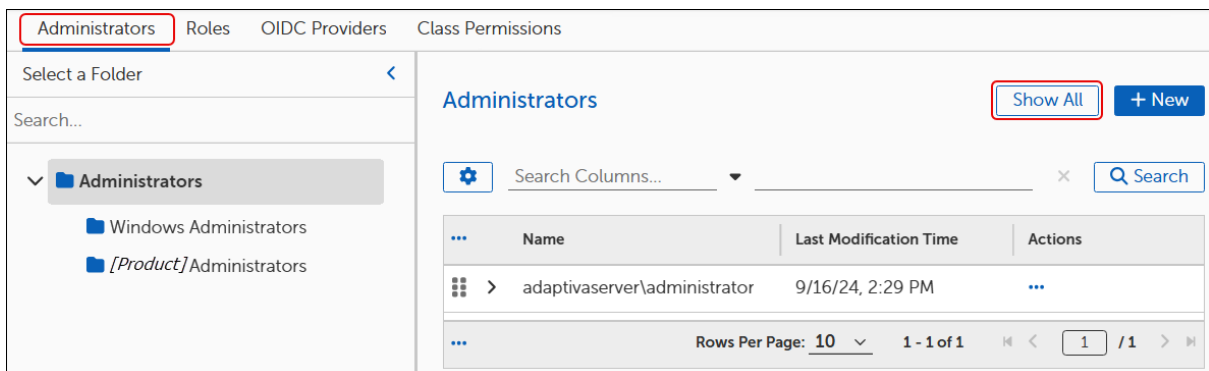 Administrators Roles OIDC Providers Class Permissions
Select a Folder
Search...
Administrators
Windows Administrators
[Product] Administrators
Administrators
Show All
+ New
Search Columns...
Search
Name Last Modification Time Actions
adaptivaserver\administrator 9/16/24, 2:29 PM
Rows Per Page: 10 1 - 1 of 1 1 / 1